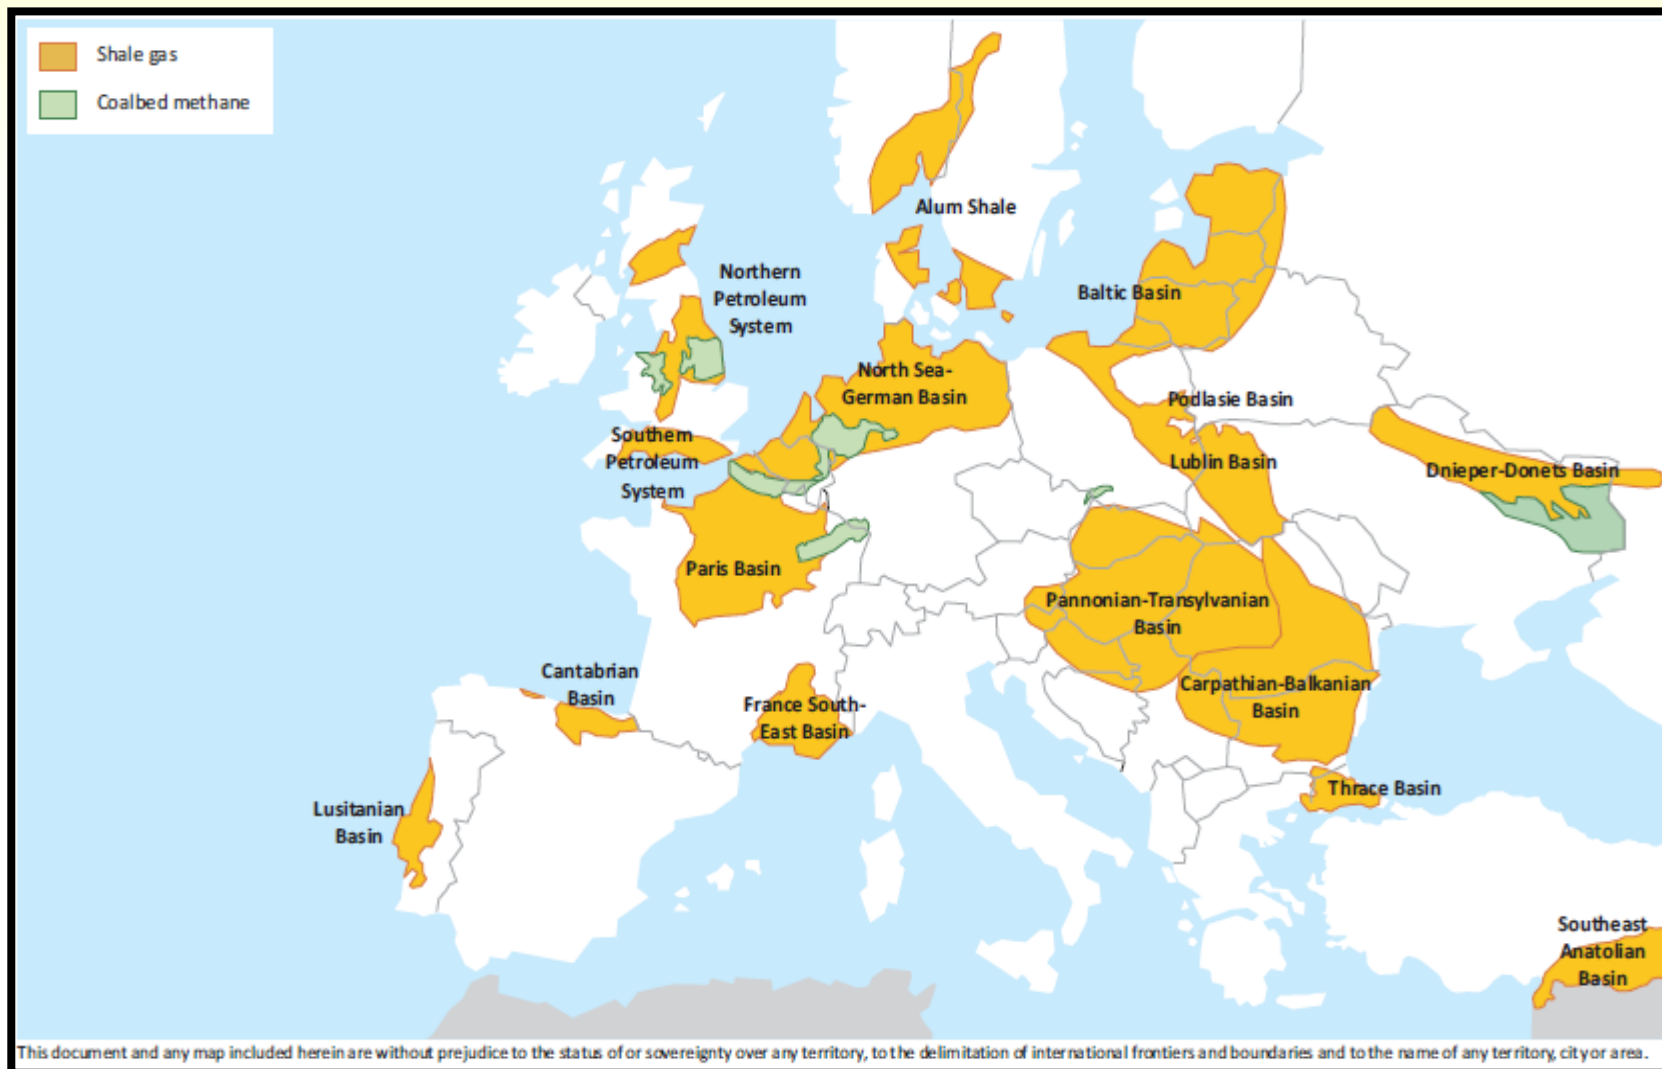 Shale gas
Coalbed methane
Alum Shale
Northern
Petroleum
System
Baltic Basin
North Sea-
German Basin
Podlasie Basin
Southern
Petroleum
System
Lublin Basin
Dnieper-Donets Basin
Paris Basin
Pannonian-Transylvanian
Basin
Cantabrian
Basin
France South-
East Basin
Carpathian-Balkanian
Basin
Thrace Basin
Lusitanian
Basin
Southeast
Anatolian
Basin
This document and any map included herein are without prejudice to the status of or sovereignty over any territory, to the delimitation of international frontiers and boundaries and to the name of any territory, city or area.